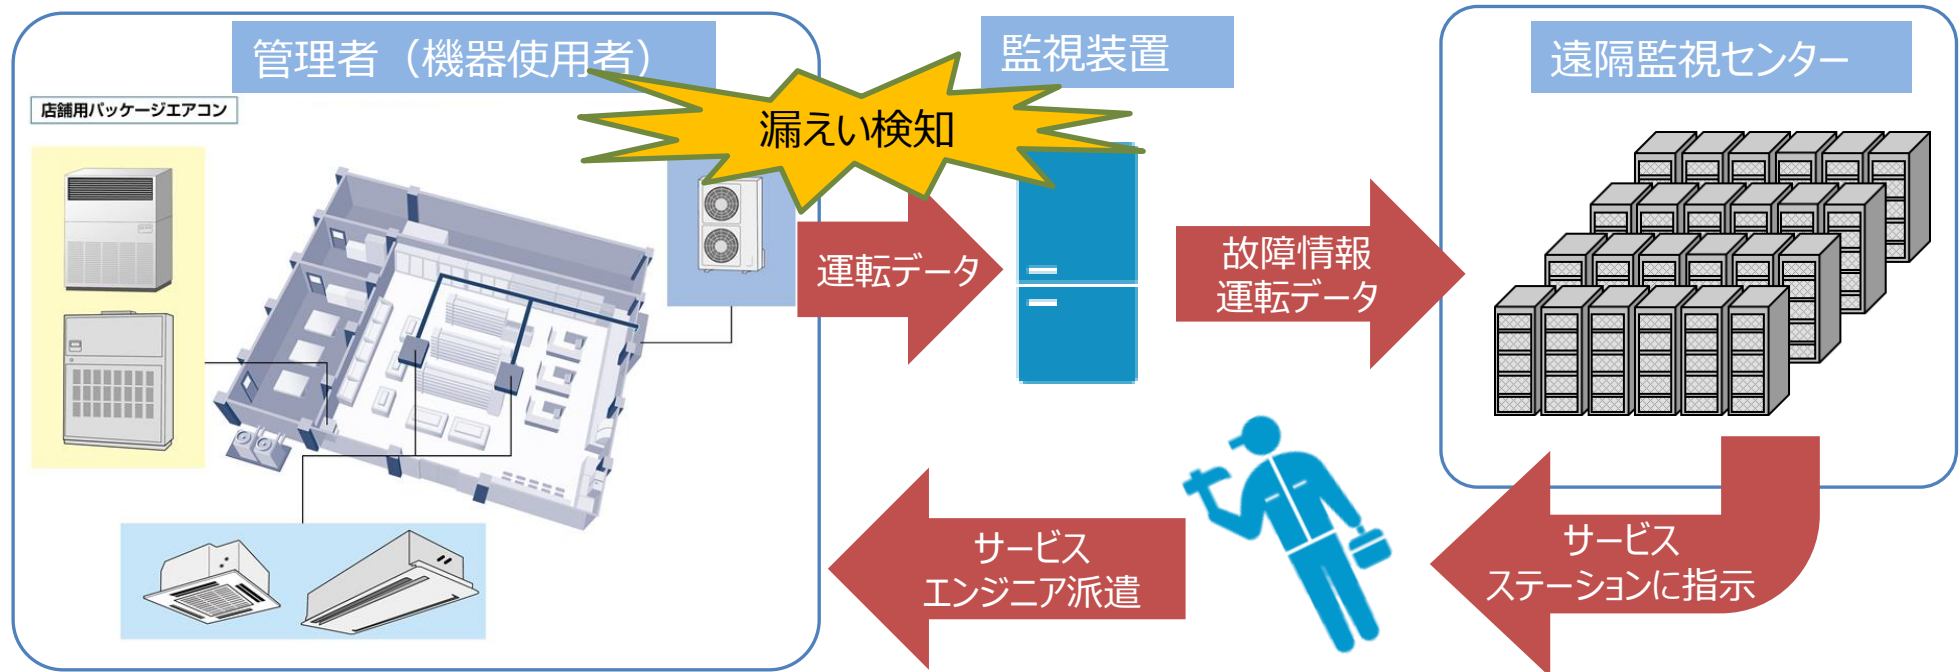 管理者（機器使用者）
監視装置
遠隔監視センター
店舗用パッケージエアコン
漏えい検知
運転データ
故障情報
運転データ
サービス
エンジニア派遣
サービス
ステーションに指示